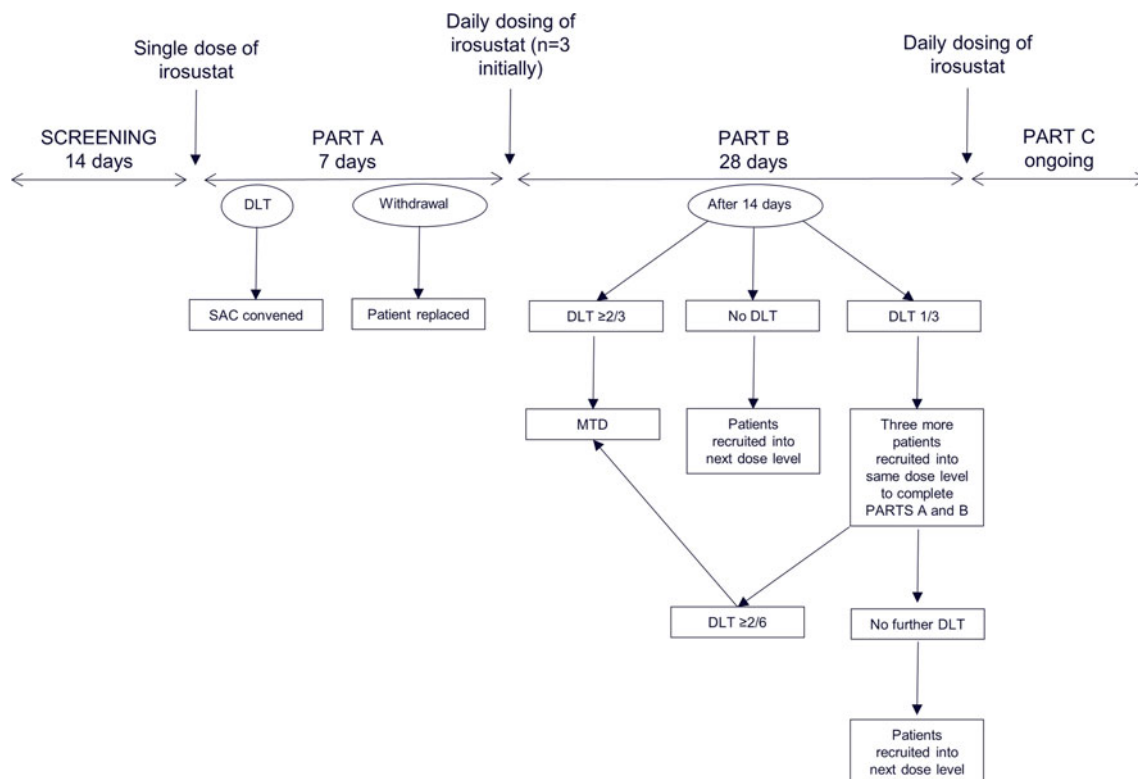 Single dose of
irosustat
Daily dosing of
irosustat (n=3
initially)
Daily dosing of
irosustat
SCREENING
14 days
PART A
7 days
PART B
28 days
PART C
ongoing
DLT
Withdrawal
After 14 days
SAC convened
Patient replaced
DLT ≥2/3
No DLT
DLT 1/3
MTD
Patients
recruited into
next dose level
Three more
patients
recruited into
same dose level
to complete
PARTS A and B
DLT ≥2/6
No further DLT
Patients
recruited into
next dose level